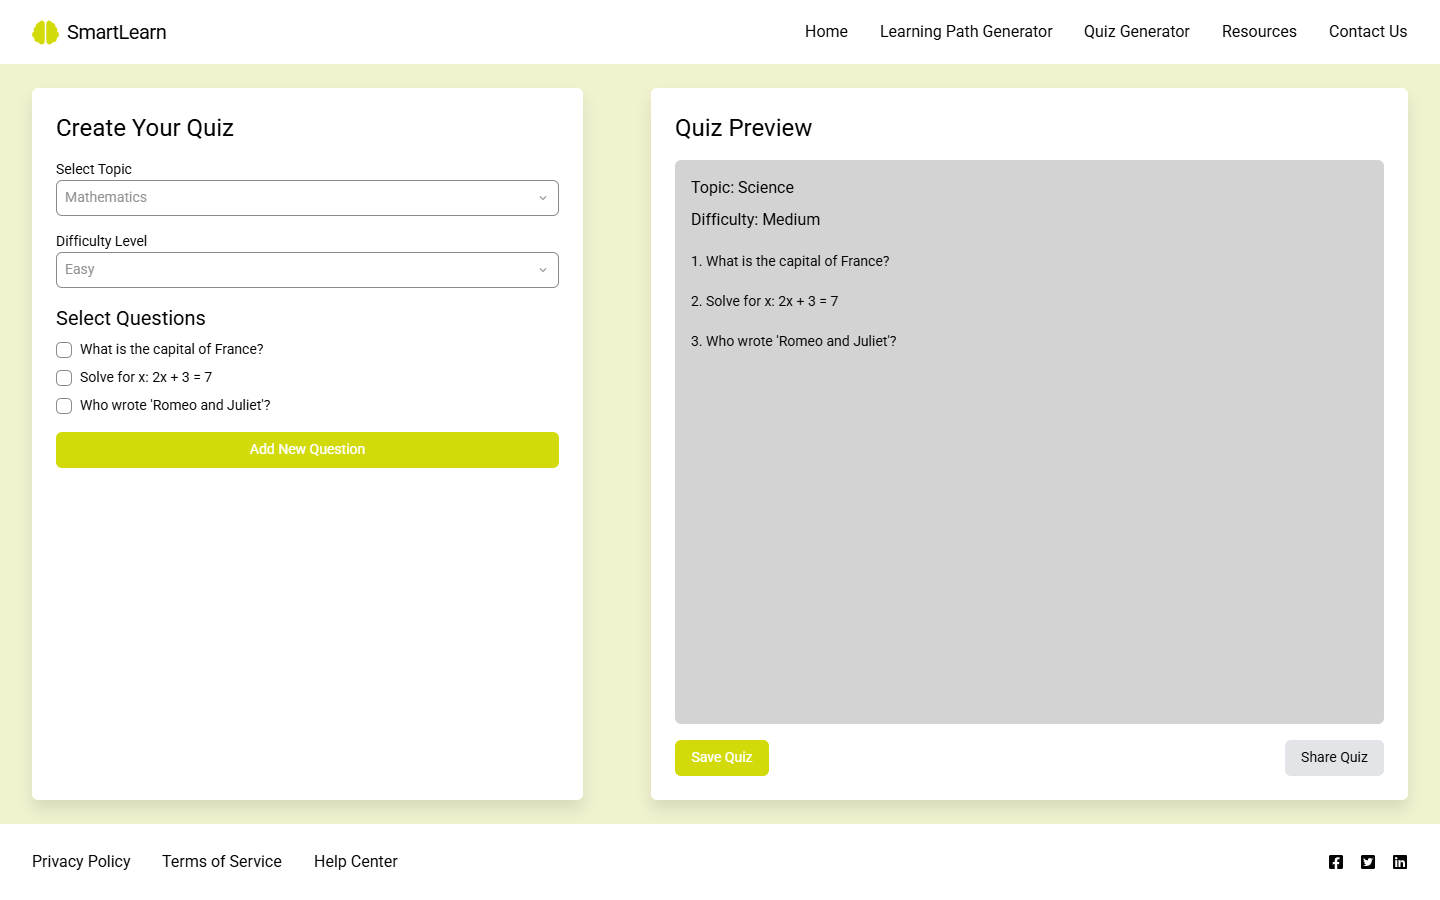 SmartLearn
Home Learning Path Generator Quiz Generator Resources Contact Us
Create Your Quiz
Select Topic
Mathematics
Difficulty Level
Easy
Select Questions
What is the capital of France?
Solve for x: 2x + 3 = 7
Who wrote 'Romeo and Juliet'?
Add New Question
Quiz Preview
Topic: Science
Difficulty: Medium
1. What is the capital of France?
2. Solve for x: 2x + 3 = 7
3. Who wrote 'Romeo and Juliet'?
Save Quiz
Share Quiz
Privacy Policy Terms of Service Help Center